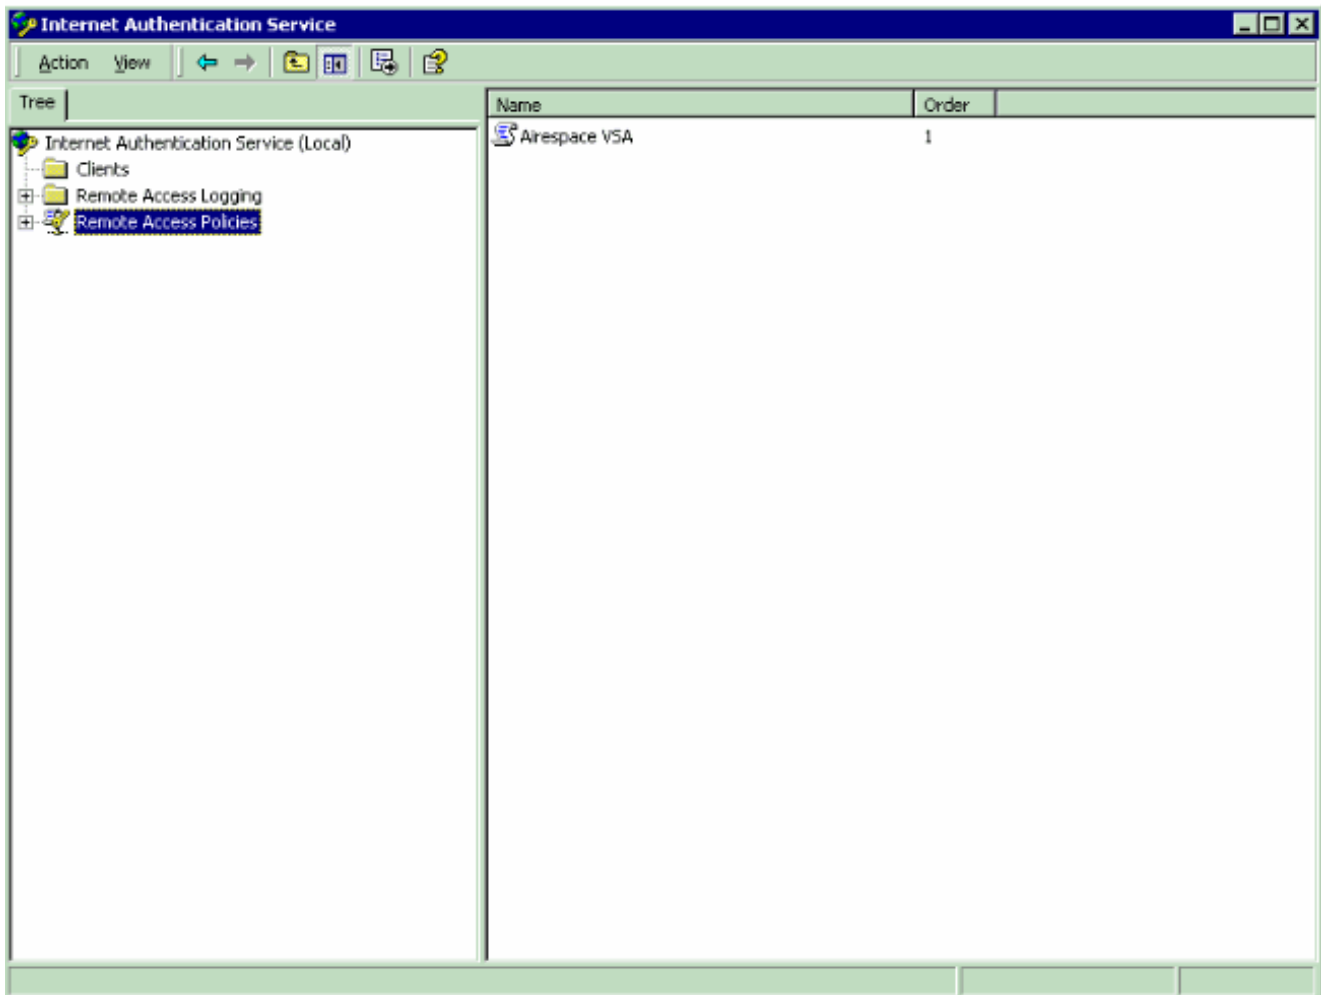 Internet Authentication Service
Action View
Tree
Name Order
Internet Authentication Service (Local)
Clients
Remote Access Logging
Remote Access Policies
Airespace VSA 1